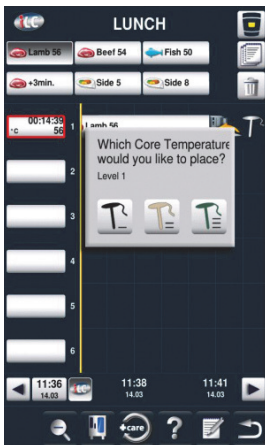 icc LUNCH
Lamb 56 Beef 54 Fish 50
+3min. Side 5 Side 8
00:14:39
°C 56
1 Lamb 56
Which Core Temperature
would you like to place?
Level 1
2
3
4
5
6
11:36 11:38 11:41
14.03 14.03 14.03
+care ?